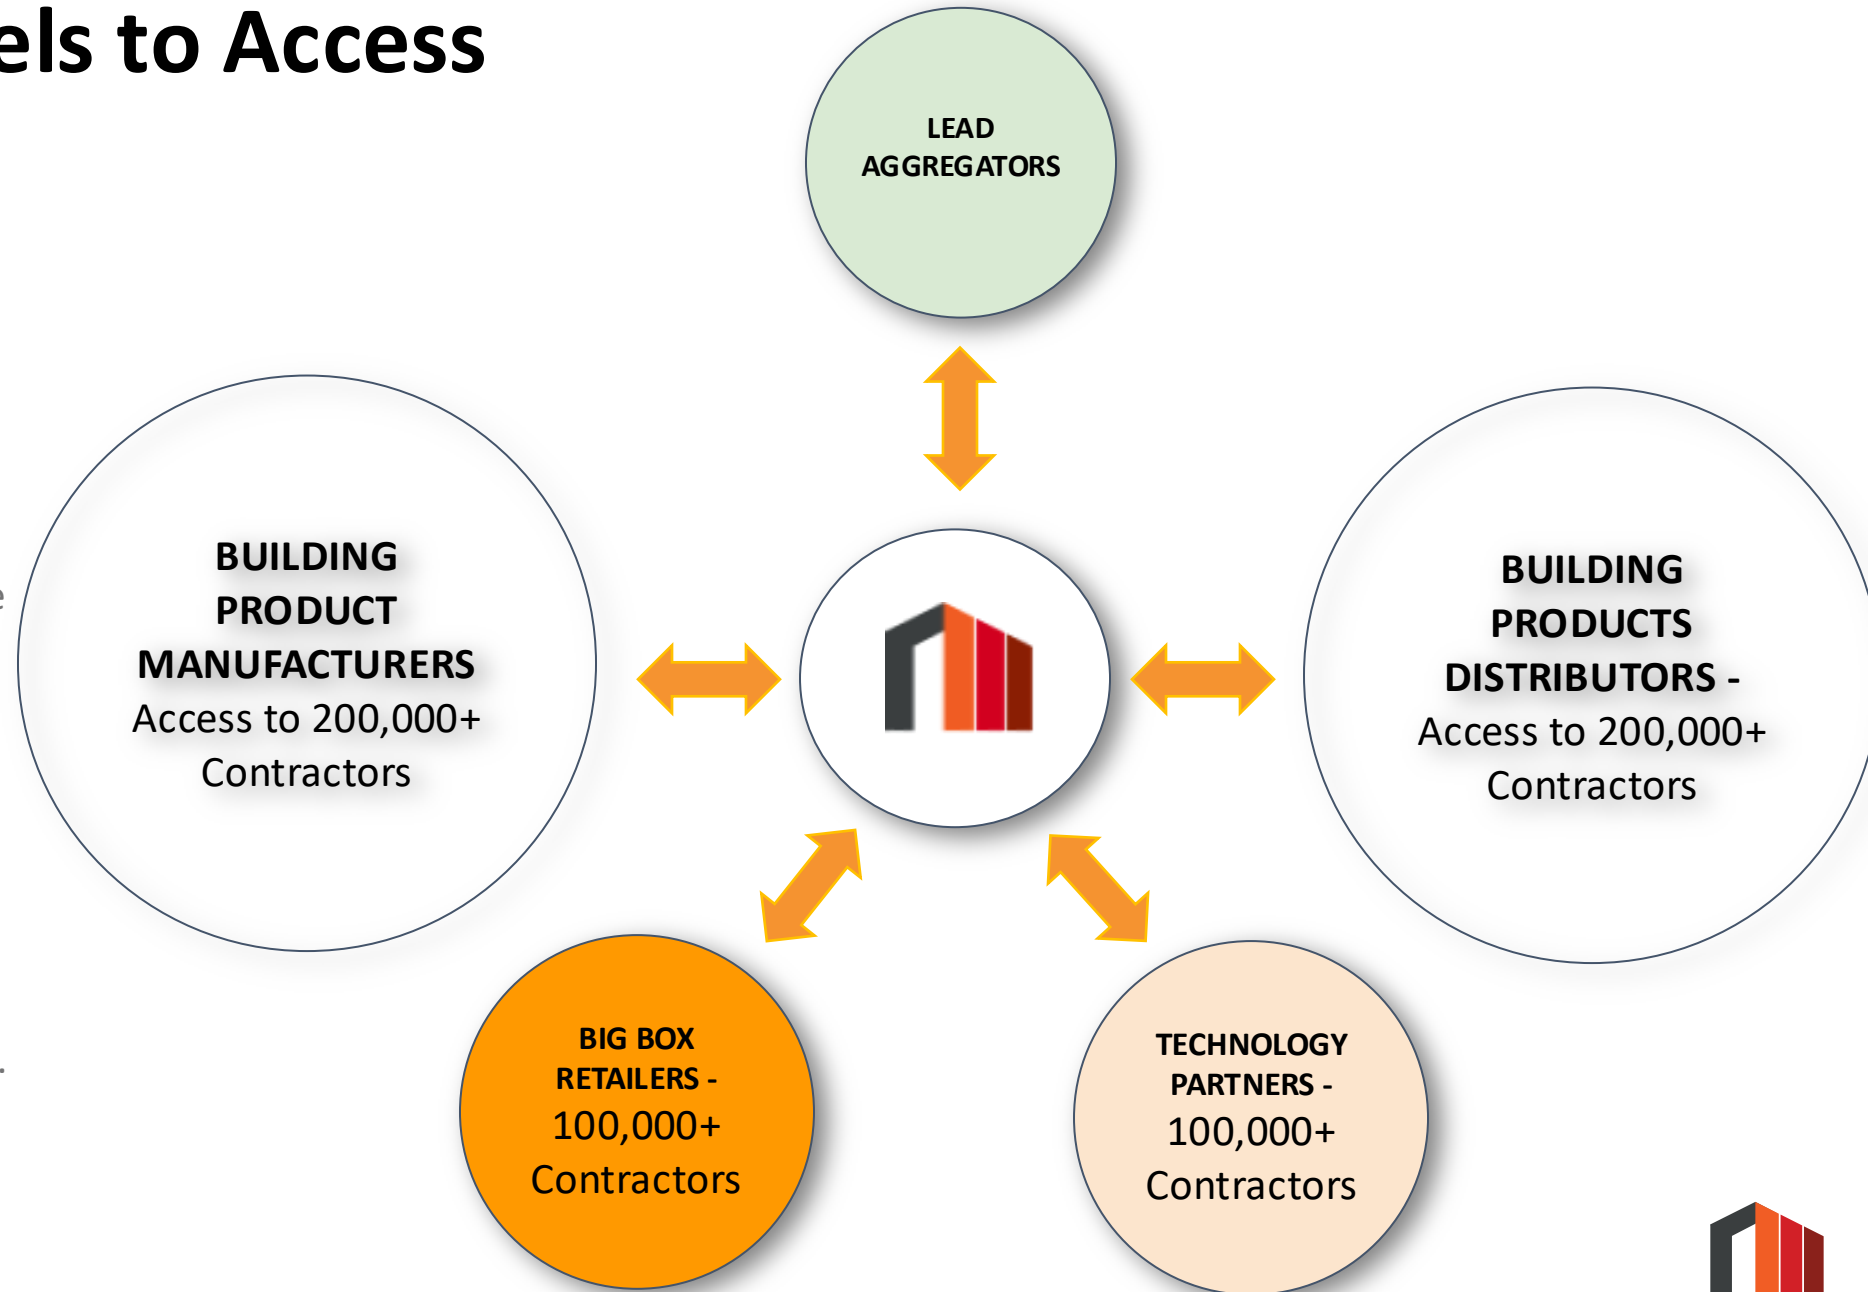 els to Access
LEAD
AGGREGATORS
BUILDING
PRODUCT
MANUFACTURERS
Access to 200,000+
Contractors
BUILDING
PRODUCTS
DISTRIBUTORS -
Access to 200,000+
Contractors
e
.
BIG BOX
RETAILERS -
100,000+
Contractors
TECHNOLOGY
PARTNERS -
100,000+
Contractors